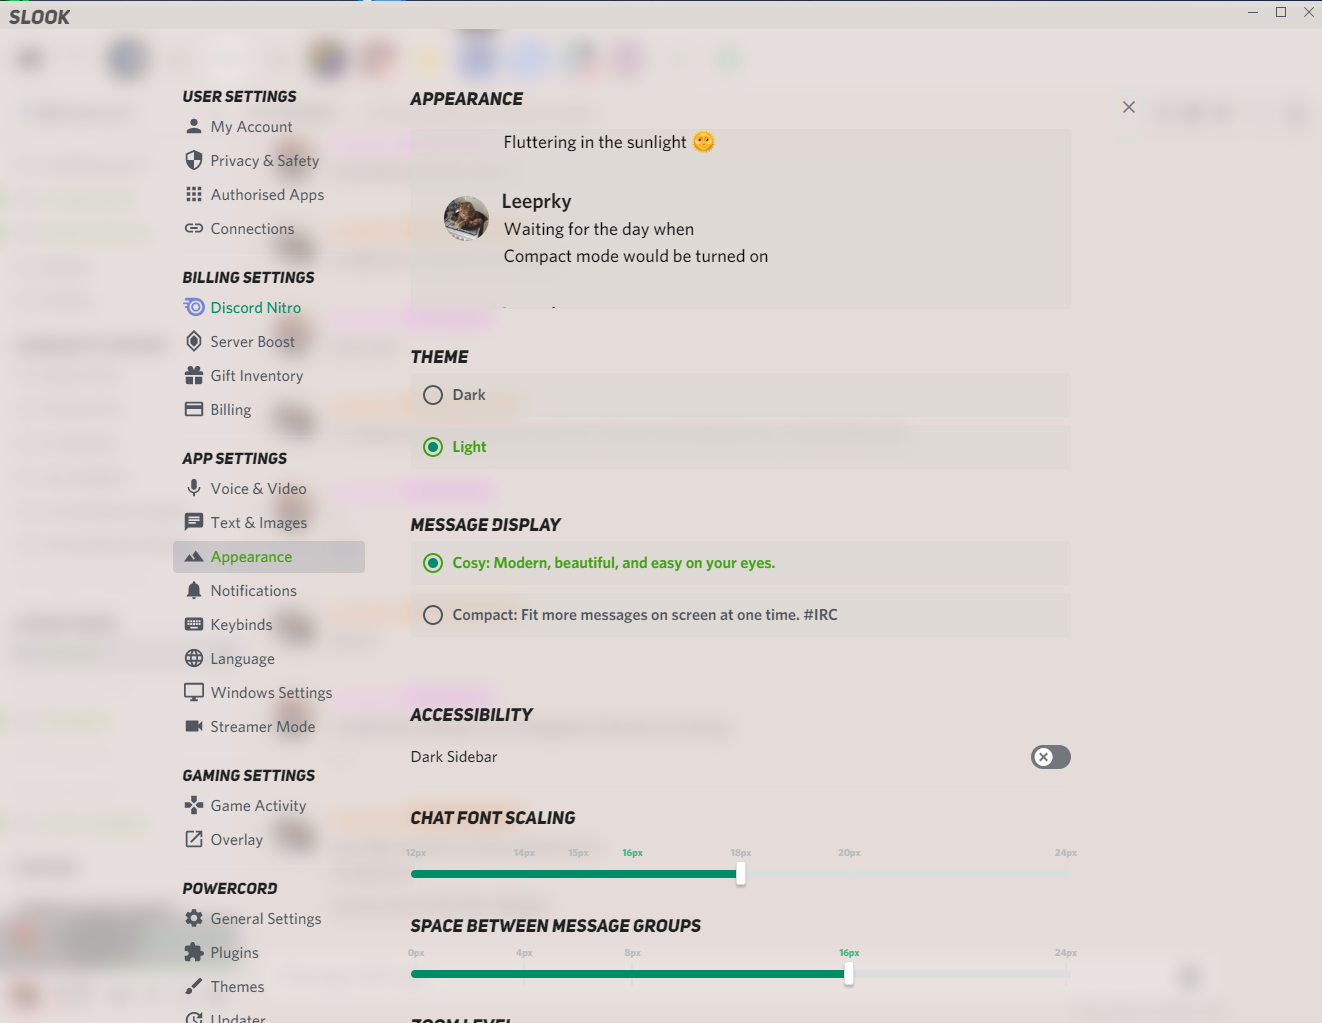 SLOOK
USER SETTINGS
My Account
Privacy & Safety
Authorised Apps
Connections
BILLING SETTINGS
Discord Nitro
Server Boost
Gift Inventory
Billing
APP SETTINGS
Voice & Video
Text & Images
Appearance
Notifications
Keybinds
Language
Windows Settings
Streamer Mode
GAMING SETTINGS
Game Activity
Overlay
POWERCORD
General Settings
Plugins
Themes
Updater
APPEARANCE
Fluttering in the sunlight 🌞
Leeprky
Waiting for the day when
Compact mode would be turned on
THEME
Dark
Light
MESSAGE DISPLAY
Cosy: Modern, beautiful, and easy on your eyes.
Compact: Fit more messages on screen at one time. #IRC
ACCESSIBILITY
Dark Sidebar
CHAT FONT SCALING
12px 14px 15px 16px 18px 20px 24px
SPACE BETWEEN MESSAGE GROUPS
0px 4px 8px 16px 24px
ZOOM LEVEL